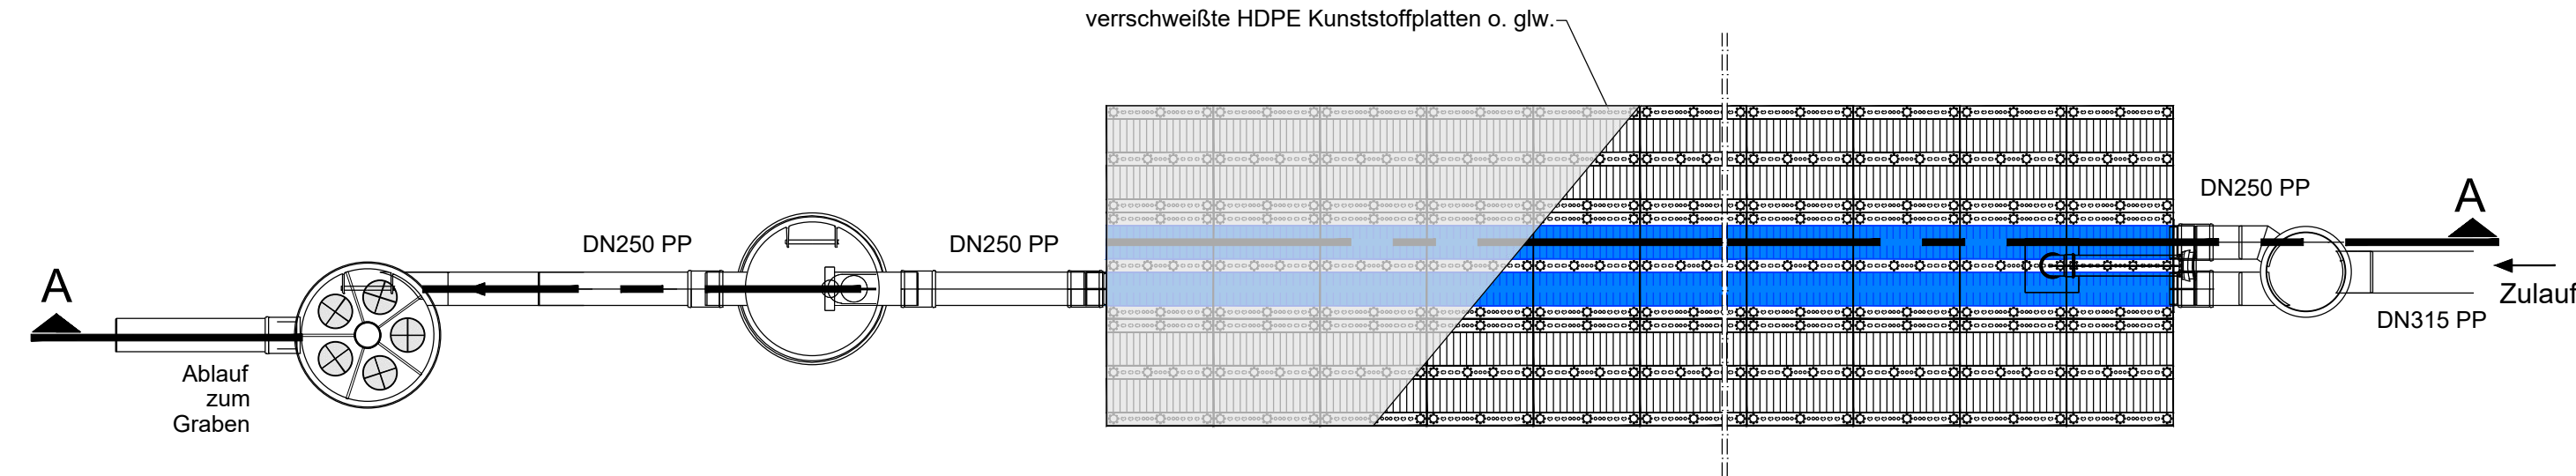 verrschweißte HDPE Kunststoffplatten o. glw.
DN250 PP
A
DN250 PP
DN250 PP
A
Zulauf
DN315 PP
Ablauf
zum
Graben